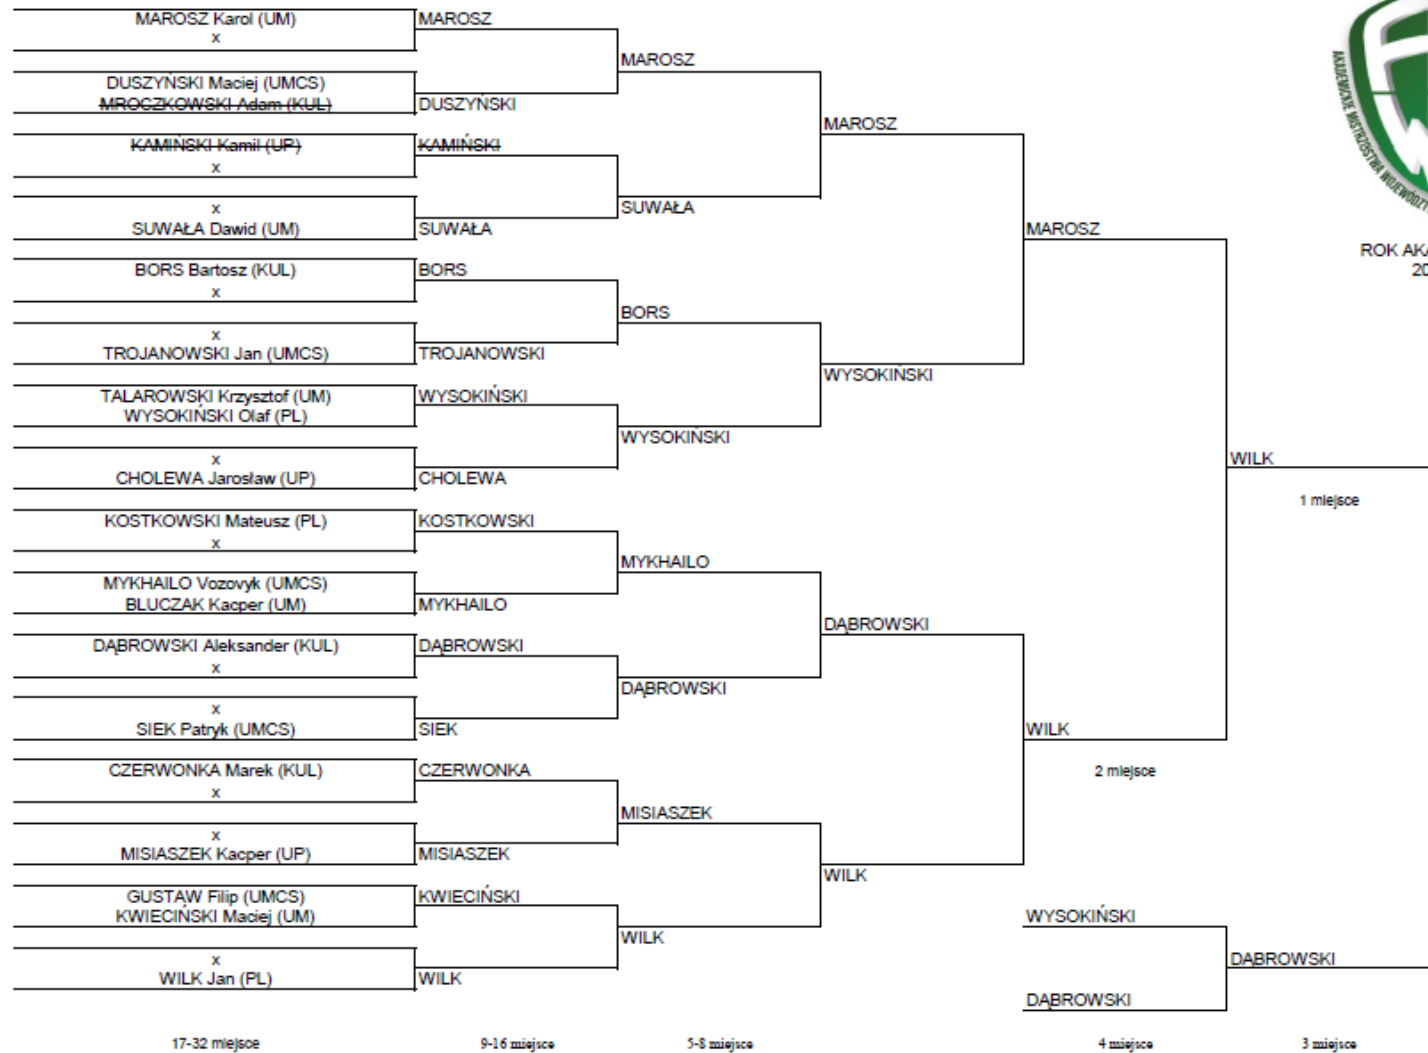 MAROSZ Karol (UM)
x
DUSZYŃSKI Maciej (UMCS)
MROCZKOWSKI Adam (KUL)
KAMIŃSKI Kamil (UP)
x
x
SUWAŁA Dawid (UM)
BORS Bartosz (KUL)
x
x
TROJANOWSKI Jan (UMCS)
TALAROWSKI Krzysztof (UM)
WYSOKIŃSKI Olaf (PL)
x
CHOLEWA Jarosław (UP)
KOSTKOWSKI Mateusz (PL)
x
MYKHAILO Vozovyk (UMCS)
BLUCZAK Kacper (UM)
DĄBROWSKI Aleksander (KUL)
x
x
SIEK Patryk (UMCS)
CZERWONKA Marek (KUL)
x
x
MISIASZEK Kacper (UP)
GUSTAW Filip (UMCS)
KWIECIŃSKI Maciej (UM)
x
WILK Jan (PL)
17-32 miejsce
MAROSZ
DUSZYŃSKI
KAMIŃSKI
SUWAŁA
BORS
TROJANOWSKI
WYSOKIŃSKI
CHOLEWA
KOSTKOWSKI
MYKHAILO
DĄBROWSKI
SIEK
CZERWONKA
MISIASZEK
KWIECIŃSKI
WILK
9-16 miejsce
MAROSZ
SUWAŁA
BORS
WYSOKIŃSKI
MYKHAILO
DĄBROWSKI
MISIASZEK
WILK
5-8 miejsce
MAROSZ
WYSOKIŃSKI
DĄBROWSKI
WILK
MAROSZ
WILK
2 miejsce
WYSOKIŃSKI
DĄBROWSKI
4 miejsce
WILK
1 miejsce
DĄBROWSKI
3 miejsce
AKADEMICKIE MISTRZOSTWA
ROK
20